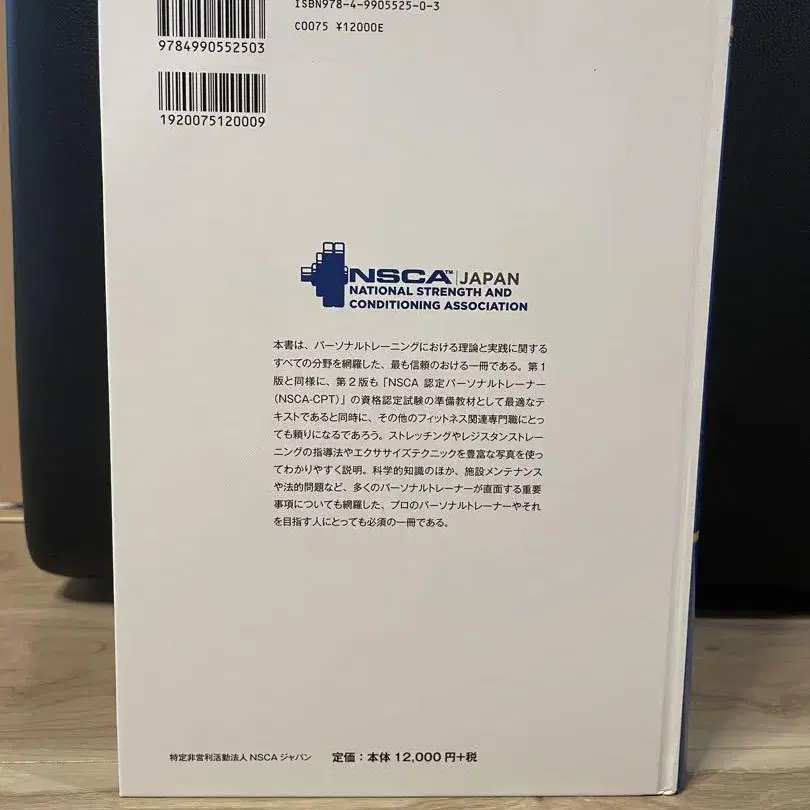 ISBN978-4-9905525-0-3
9784990552503
C0075 ¥12000E
1920075120009
NSCA™ JAPAN
NATIONAL STRENGTH AND
CONDITIONING ASSOCIATION
本書は、パーソナルトレーニングにおける理論と実践に関する
すべての分野を網羅した、最も信頼のおける一冊である。第1
版と同様に、第2版も「NSCA 認定パーソナルトレーナー
(NSCA-CPT)」の資格認定試験の準備教材として最適なテ
キストであると同時に、その他のフィットネス関連専門職にとっ
ても頼りになるであろう。ストレッチングやレジスタンストレー
ニングの指導法やエクササイズテクニックを豊富な写真を使っ
てわかりやすく説明。科学的知識のほか、施設メンテナンス
や法的問題など、多くのパーソナルトレーナーが直面する重要
事項についても網羅した、プロのパーソナルトレーナーやそれ
を目指す人にとっても必須の一冊である。
特定非営利活動法人 NSCA ジャパン 定価:本体 12,000 円+税